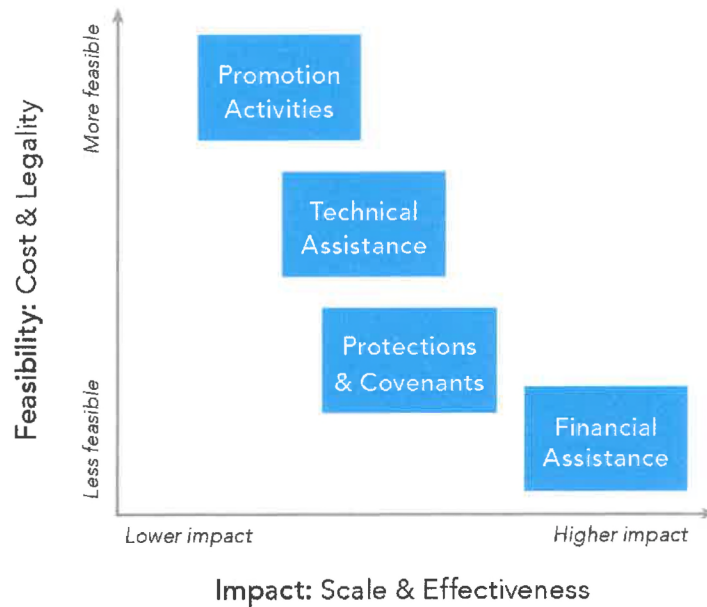 Feasibility: Cost & Legality
More feasible
Less feasible
Promotion
Activities
Technical
Assistance
Protections
& Covenants
Financial
Assistance
Lower impact
Higher impact
Impact: Scale & Effectiveness